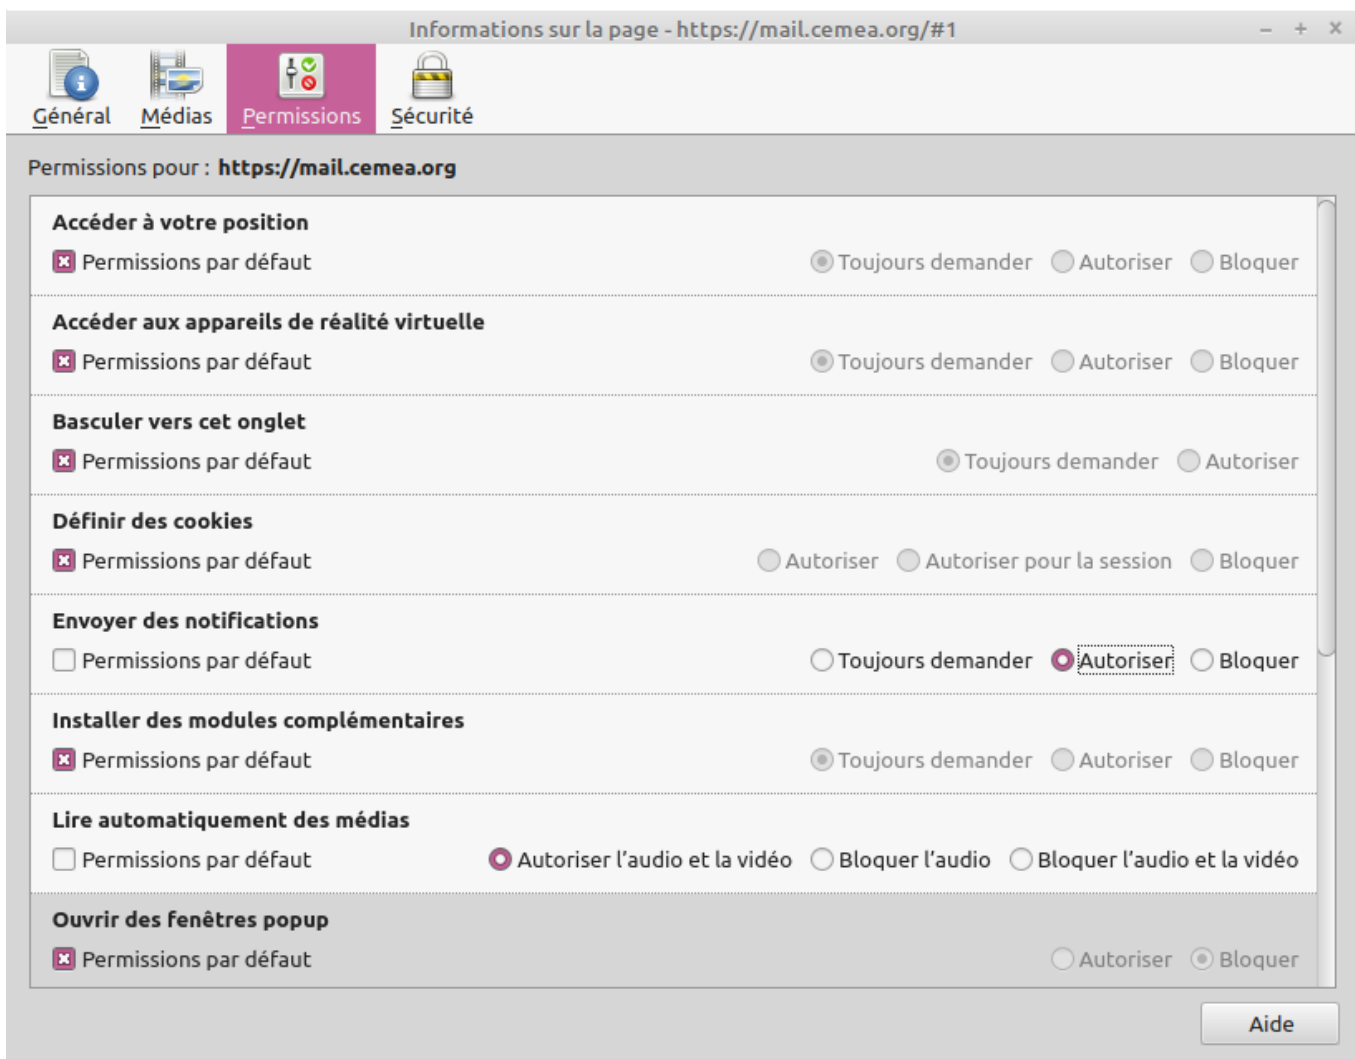 Informations sur la page - https://mail.cemea.org/#1
Général Médias Permissions Sécurité
Permissions pour : https://mail.cemea.org
Accéder à votre position
Permissions par défaut Toujours demander Autoriser Bloquer
Accéder aux appareils de réalité virtuelle
Permissions par défaut Toujours demander Autoriser Bloquer
Basculer vers cet onglet
Permissions par défaut Toujours demander Autoriser
Définir des cookies
Permissions par défaut Autoriser Autoriser pour la session Bloquer
Envoyer des notifications
Permissions par défaut Toujours demander Autoriser Bloquer
Installer des modules complémentaires
Permissions par défaut Toujours demander Autoriser Bloquer
Lire automatiquement des médias
Permissions par défaut Autoriser l’audio et la vidéo Bloquer l’audio Bloquer l’audio et la vidéo
Ouvrir des fenêtres popup
Permissions par défaut Autoriser Bloquer
Aide